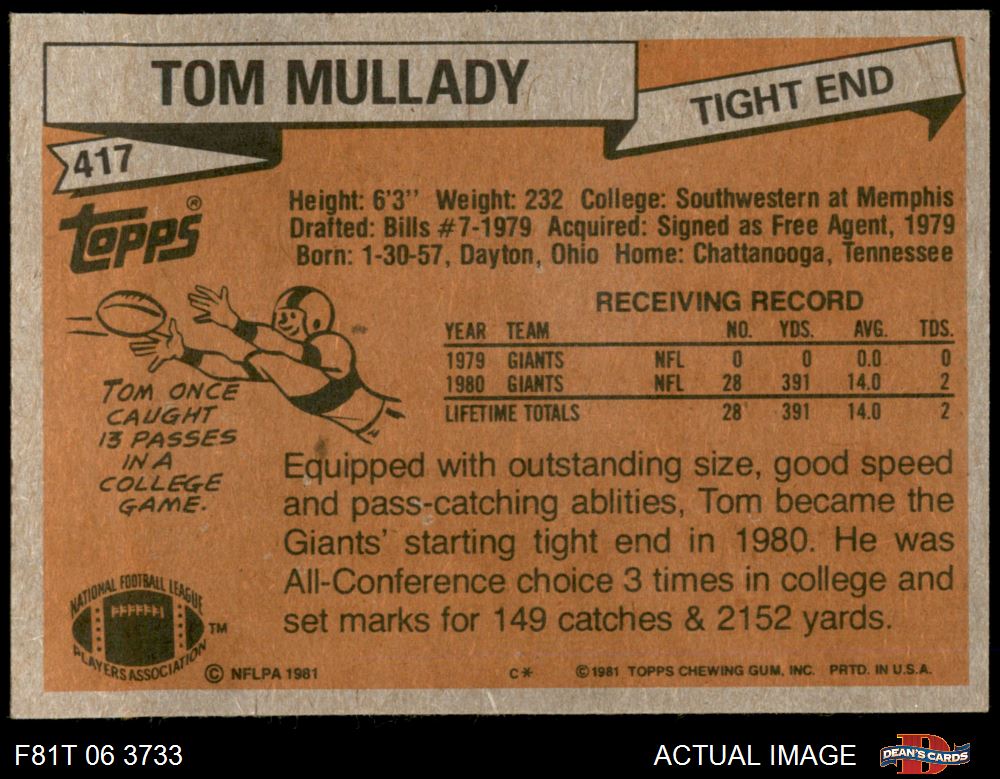 TOM MULLADY
TIGHT END
417
TOPPS®
Height: 6'3'' Weight: 232 College: Southwestern at Memphis
Drafted: Bills #7-1979 Acquired: Signed as Free Agent, 1979
Born: 1-30-57, Dayton, Ohio Home: Chattanooga, Tennessee
RECEIVING RECORD
YEAR TEAM NO. YDS. AVG. TDS.
1979 GIANTS NFL 0 0 0.0 0
1980 GIANTS NFL 28 391 14.0 2
LIFETIME TOTALS 28 391 14.0 2
TOM ONCE
CAUGHT
13 PASSES
IN A
COLLEGE
GAME.
Equipped with outstanding size, good speed
and pass-catching ablities, Tom became the
Giants' starting tight end in 1980. He was
All-Conference choice 3 times in college and
set marks for 149 catches & 2152 yards.
NATIONAL FOOTBALL LEAGUE
PLAYERS ASSOCIATION
TM
© NFLPA 1981 C* ©1981 TOPPS CHEWING GUM, INC. PRTD. IN U.S.A.
F81T 06 3733 ACTUAL IMAGE DEAN'S CARDS